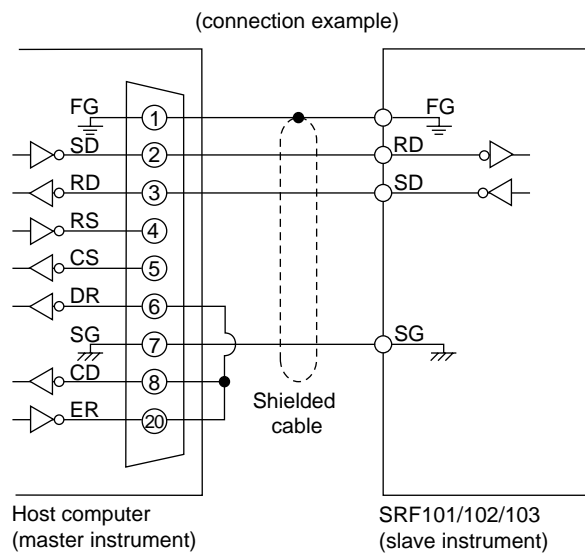 (connection example)
FG ① FG
SD ② RD
RD ③ SD
RS ④
CS ⑤
DR ⑥
SG ⑦ SG
CD ⑧
ER ⑳
Shielded
cable
Host computer
(master instrument)
SRF101/102/103
(slave instrument)